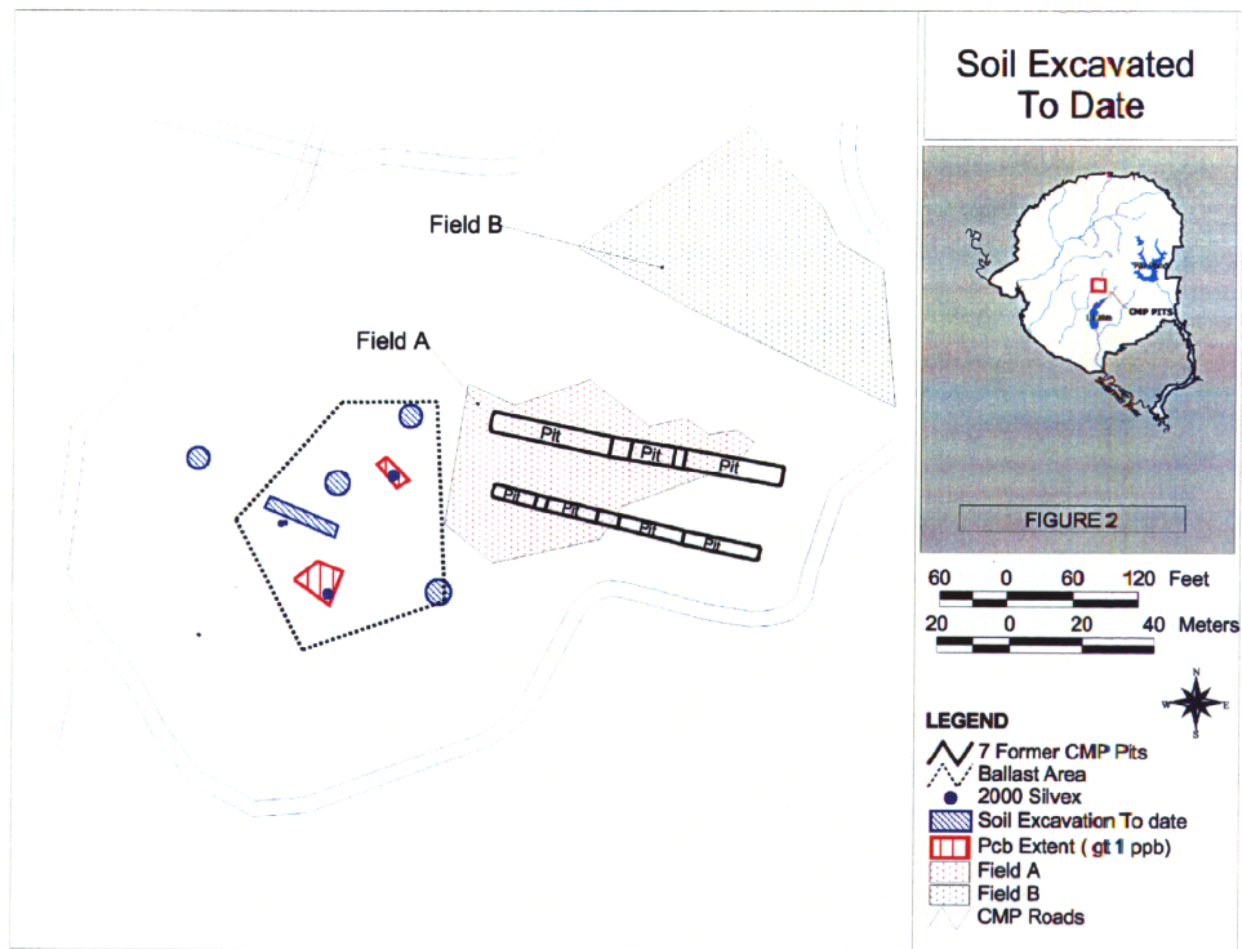 Soil Excavated
To Date
Field B
Field A
Pit
Pit
Pit
Pit
Pit
Pit
Pit
CMP PITS
FIGURE 2
60 0 60 120 Feet
20 0 20 40 Meters
N
W E
S
LEGEND
7 Former CMP Pits
Ballast Area
2000 Silvex
Soil Excavation To date
Pcb Extent ( gt 1 ppb)
Field A
Field B
CMP Roads